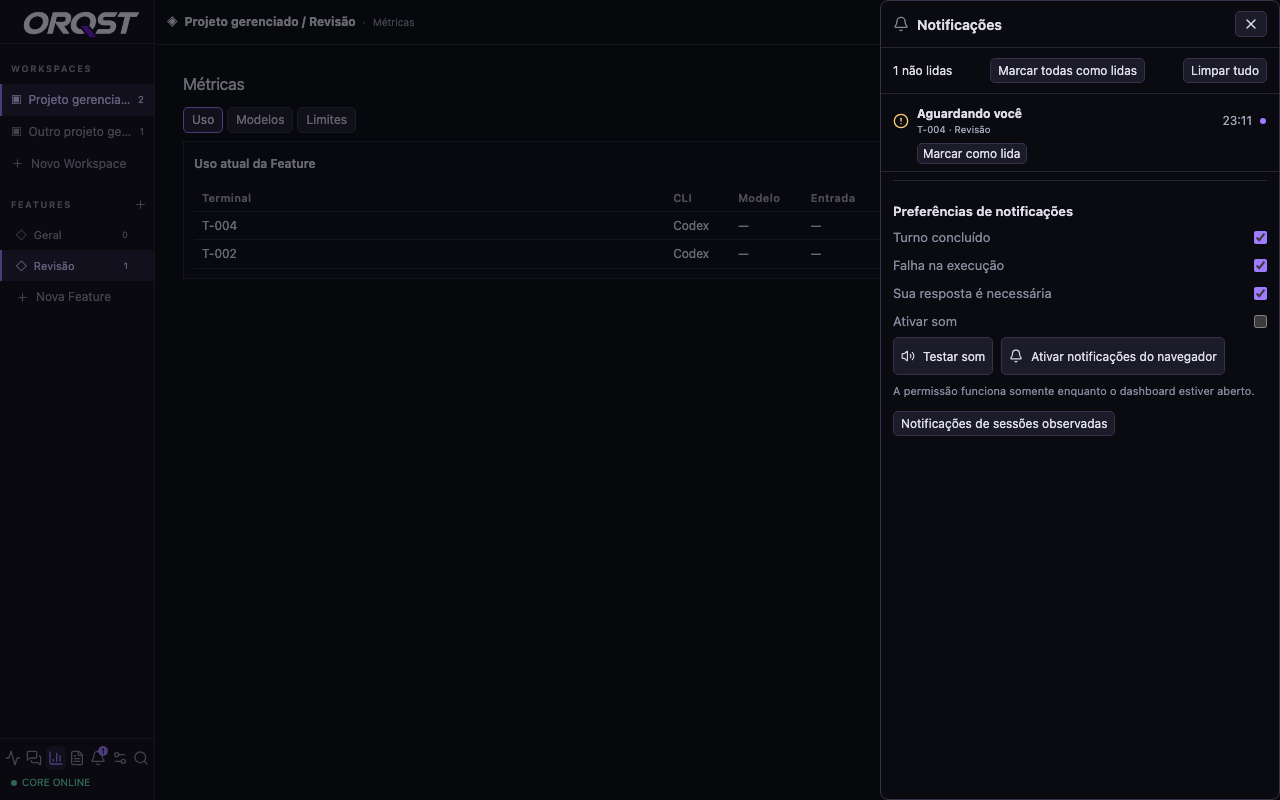 ORQST
WORKSPACES
Projeto gerencia... 2
Outro projeto ge... 1
+ Novo Workspace
FEATURES +
Geral 0
Revisão 1
+ Nova Feature
1
CORE ONLINE
Projeto gerenciado / Revisão · Métricas
Métricas
Uso Modelos Limites
Uso atual da Feature
Terminal CLI Modelo Entrada
T-004 Codex — —
T-002 Codex — —
Notificações
1 não lidas Marcar todas como lidas Limpar tudo
Aguardando você 23:11
T-004 · Revisão
Marcar como lida
Preferências de notificações
Turno concluído
Falha na execução
Sua resposta é necessária
Ativar som
Testar som Ativar notificações do navegador
A permissão funciona somente enquanto o dashboard estiver aberto.
Notificações de sessões observadas